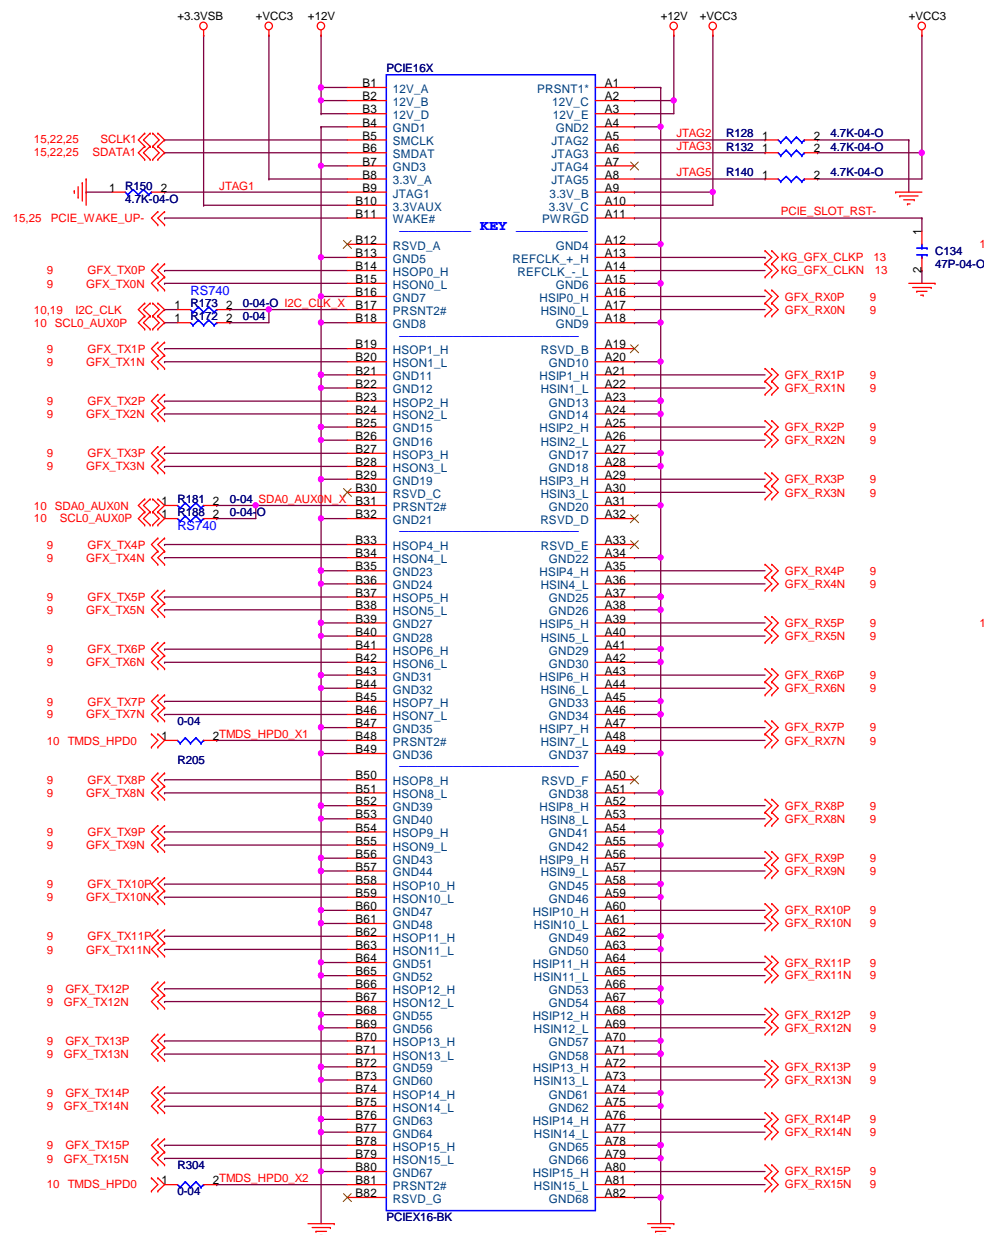 +3.3VSB +VCC3 +12V +12V +VCC3 +VCC3
PCIE16X
B1 12V_A PRSNT1* A1
B2 12V_B 12V_C A2
B3 12V_D 12V_E A3
B4 GND1 GND2 A4
15,22,25 SCLK1 B5 SMCLK JTAG2 A5 JTAG2 R128 1 2 4.7K-04-O
15,22,25 SDATA1 B6 SMDAT JTAG3 A6 JTAG3 R132 1 2 4.7K-04-O
B7 GND3 JTAG4 A7
B8 3.3V_A JTAG5 A8 JTAG5 R140 1 2 4.7K-04-O
1 R150 2 4.7K-04-O JTAG1 B9 JTAG1 3.3V_B A9
B10 3.3VAUX 3.3V_C A10
15,25 PCIE_WAKE_UP- B11 WAKE# PWRGD A11 PCIE_SLOT_RST-
KEY
1 C134 2 47P-04-O
1
B12 RSVD_A GND4 A12
B13 GND5 REFCLK_+_H A13 KG_GFX_CLKP 13
9 GFX_TX0P B14 HSOP0_H REFCLK_-_L A14 KG_GFX_CLKN 13
9 GFX_TX0N B15 HSON0_L GND6 A15
RS740
B16 GND7 HSIP0_H A16 GFX_RX0P 9
10,19 I2C_CLK 1 R173 2 0-04-O I2C_CLK_X B17 PRSNT2# HSIN0_L A17 GFX_RX0N 9
10 SCL0_AUX0P R172 2 0-04 B18 GND8 GND9 A18
9 GFX_TX1P B19 HSOP1_H RSVD_B A19
9 GFX_TX1N B20 HSON1_L GND10 A20
B21 GND11 HSIP1_H A21 GFX_RX1P 9
B22 GND12 HSIN1_L A22 GFX_RX1N 9
9 GFX_TX2P B23 HSOP2_H GND13 A23
9 GFX_TX2N B24 HSON2_L GND14 A24
B25 GND15 HSIP2_H A25 GFX_RX2P 9
B26 GND16 HSIN2_L A26 GFX_RX2N 9
9 GFX_TX3P B27 HSOP3_H GND17 A27
9 GFX_TX3N B28 HSON3_L GND18 A28
B29 GND19 HSIP3_H A29 GFX_RX3P 9
B30 RSVD_C HSIN3_L A30 GFX_RX3N 9
10 SDA0_AUX0N 1 R181 2 0-04 SDA0_AUX0N_X B31 PRSNT2# GND20 A31
10 SCL0_AUX0P 1 R188 2 0-04-O B32 GND21 RSVD_D A32
RS740
9 GFX_TX4P B33 HSOP4_H RSVD_E A33
9 GFX_TX4N B34 HSON4_L GND22 A34
B35 GND23 HSIP4_H A35 GFX_RX4P 9
B36 GND24 HSIN4_L A36 GFX_RX4N 9
9 GFX_TX5P B37 HSOP5_H GND25 A37
9 GFX_TX5N B38 HSON5_L GND26 A38
B39 GND27 HSIP5_H A39 GFX_RX5P 9 1
B40 GND28 HSIN5_L A40 GFX_RX5N 9
9 GFX_TX6P B41 HSOP6_H GND29 A41
9 GFX_TX6N B42 HSON6_L GND30 A42
B43 GND31 HSIP6_H A43 GFX_RX6P 9
B44 GND32 HSIN6_L A44 GFX_RX6N 9
9 GFX_TX7P B45 HSOP7_H GND33 A45
9 GFX_TX7N B46 HSON7_L GND34 A46
B47 GND35 HSIP7_H A47 GFX_RX7P 9
10 TMDS_HPD0 1 0-04 2 TMDS_HPD0_X1 B48 PRSNT2# HSIN7_L A48 GFX_RX7N 9
R205 B49 GND36 GND37 A49
9 GFX_TX8P B50 HSOP8_H RSVD_F A50
9 GFX_TX8N B51 HSON8_L GND38 A51
B52 GND39 HSIP8_H A52 GFX_RX8P 9
B53 GND40 HSIN8_L A53 GFX_RX8N 9
9 GFX_TX9P B54 HSOP9_H GND41 A54
9 GFX_TX9N B55 HSON9_L GND42 A55
B56 GND43 HSIP9_H A56 GFX_RX9P 9
B57 GND44 HSIN9_L A57 GFX_RX9N 9
9 GFX_TX10P B58 HSOP10_H GND45 A58
9 GFX_TX10N B59 HSON10_L GND46 A59
B60 GND47 HSIP10_H A60 GFX_RX10P 9
B61 GND48 HSIN10_L A61 GFX_RX10N 9
9 GFX_TX11P B62 HSOP11_H GND49 A62
9 GFX_TX11N B63 HSON11_L GND50 A63
B64 GND51 HSIP11_H A64 GFX_RX11P 9
B65 GND52 HSIN11_L A65 GFX_RX11N 9
9 GFX_TX12P B66 HSOP12_H GND53 A66
9 GFX_TX12N B67 HSON12_L GND54 A67
B68 GND55 HSIP12_H A68 GFX_RX12P 9
B69 GND56 HSIN12_L A69 GFX_RX12N 9
9 GFX_TX13P B70 HSOP13_H GND57 A70
9 GFX_TX13N B71 HSON13_L GND58 A71
B72 GND59 HSIP13_H A72 GFX_RX13P 9
B73 GND60 HSIN13_L A73 GFX_RX13N 9
9 GFX_TX14P B74 HSOP14_H GND61 A74
9 GFX_TX14N B75 HSON14_L GND62 A75
B76 GND63 HSIP14_H A76 GFX_RX14P 9
B77 GND64 HSIN14_L A77 GFX_RX14N 9
9 GFX_TX15P B78 HSOP15_H GND65 A78
9 GFX_TX15N B79 HSON15_L GND66 A79
R304 B80 GND67 HSIP15_H A80 GFX_RX15P 9
10 TMDS_HPD0 1 0-04 2 TMDS_HPD0_X2 B81 PRSNT2# HSIN15_L A81 GFX_RX15N 9
B82 RSVD_G GND68 A82
PCIEX16-BK